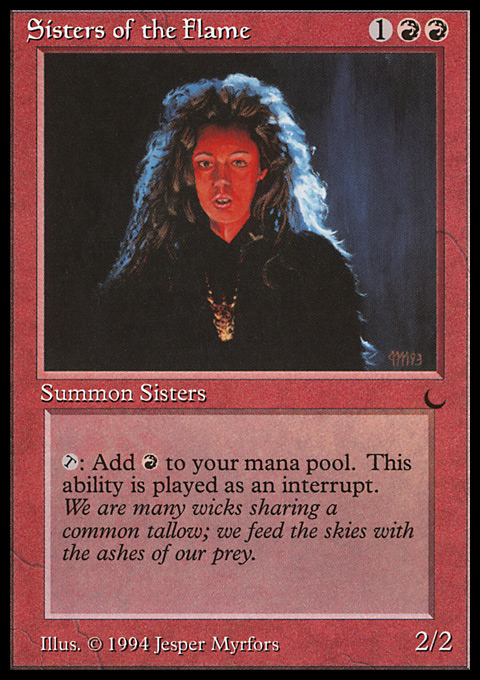 Sisters of the Flame 1
Summon Sisters
: Add to your mana pool. This
ability is played as an interrupt.
We are many wicks sharing a
common tallow; we feed the skies with
the ashes of our prey.
Illus. © 1994 Jesper Myrfors 2/2